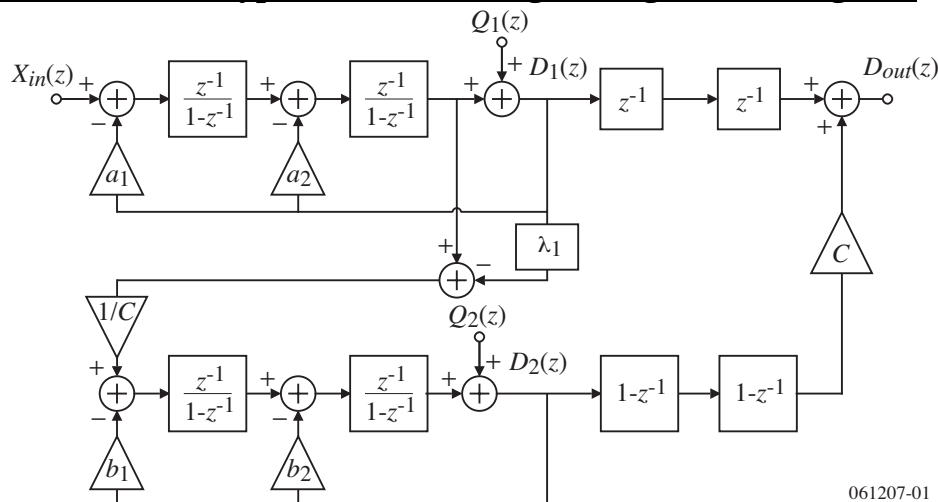 Q1(z)
Xin(z) + + + + D1(z) Dout(z)
+ z-1 + z-1 + z-1 z-1 +
1-z-1 1-z-1
− − +
a1 a2
+ − λ1 C
+
1/C Q2(z)
+ + + + D2(z)
+ z-1 + z-1 + 1-z-1 1-z-1
1-z-1 1-z-1
− −
b1 b2
061207-01